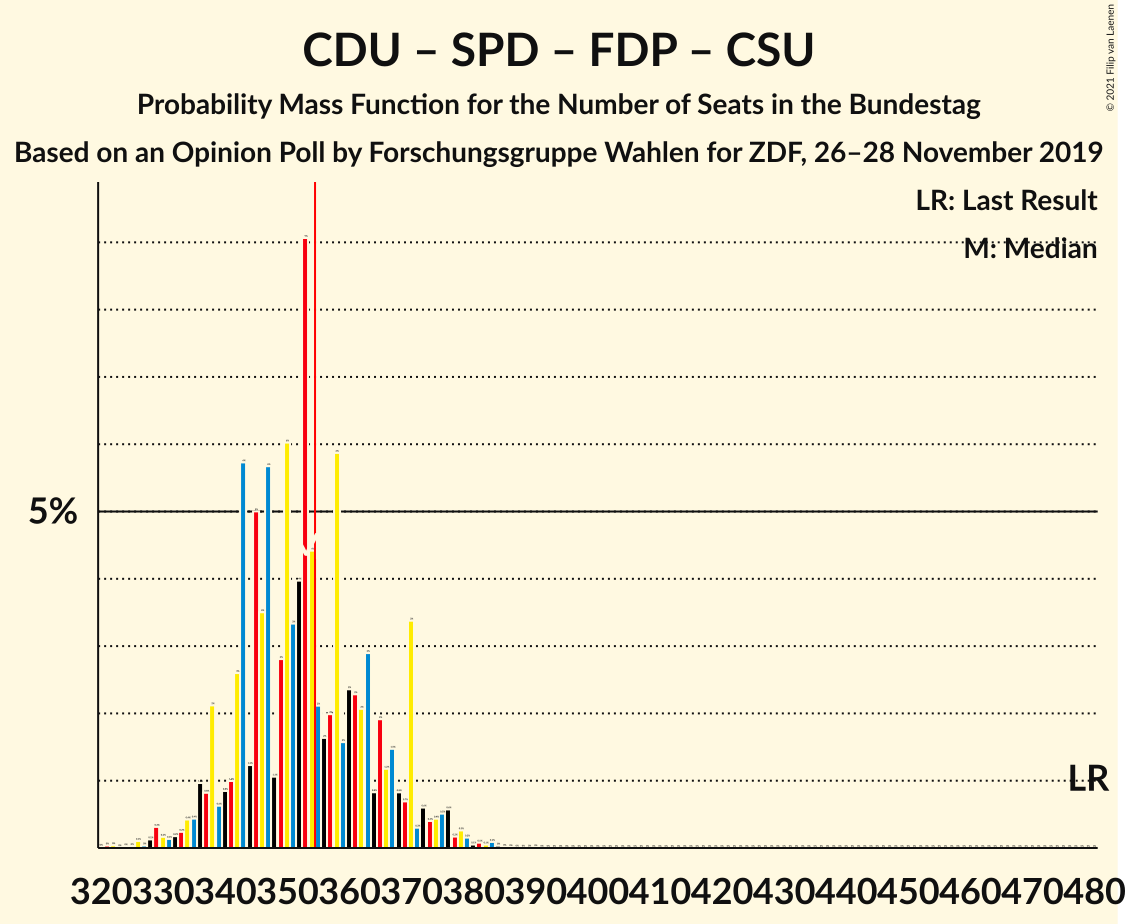 CDU – SPD – FDP – CSU
Probability Mass Function for the Number of Seats in the Bundestag
Based on an Opinion Poll by Forschungsgruppe Wahlen for ZDF, 26–28 November 2019
© 2021 Filip van Laenen
LR: Last Result
M: Median
5%
LR
320 330 340 350 360 370 380 390 400 410 420 430 440 450 460 470 480